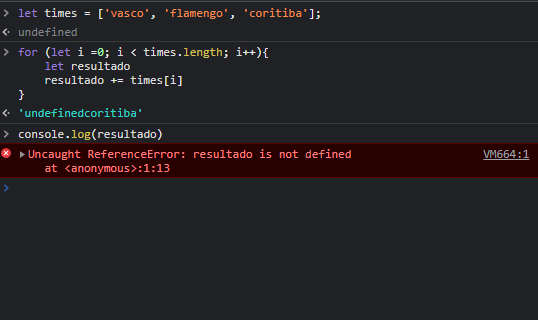 let times = ['vasco', 'flamengo', 'coritiba'];
undefined
for (let i =0; i < times.length; i++){
    let resultado
    resultado += times[i]
}
'undefinedcoritiba'
console.log(resultado)
Uncaught ReferenceError: resultado is not defined VM664:1
    at <anonymous>:1:13